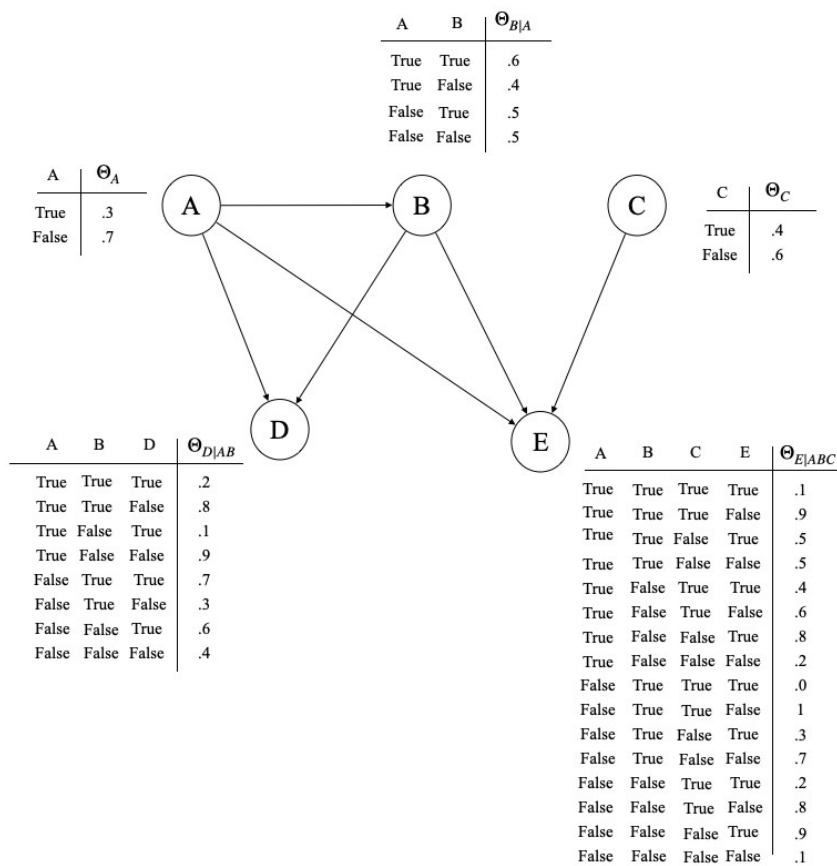 A B Θ_{B|A}
True True .6
True False .4
False True .5
False False .5
A Θ_A
True .3
False .7
A
B
C
C Θ_C
True .4
False .6
D
E
A B D Θ_{D|AB}
True True True .2
True True False .8
True False True .1
True False False .9
False True True .7
False True False .3
False False True .6
False False False .4
A B C E Θ_{E|ABC}
True True True True .1
True True True False .9
True True False True .5
True True False False .5
True False True True .4
True False True False .6
True False False True .8
True False False False .2
False True True True .0
False True True False 1
False True False True .3
False True False False .7
False False True True .2
False False True False .8
False False False True .9
False False False False .1